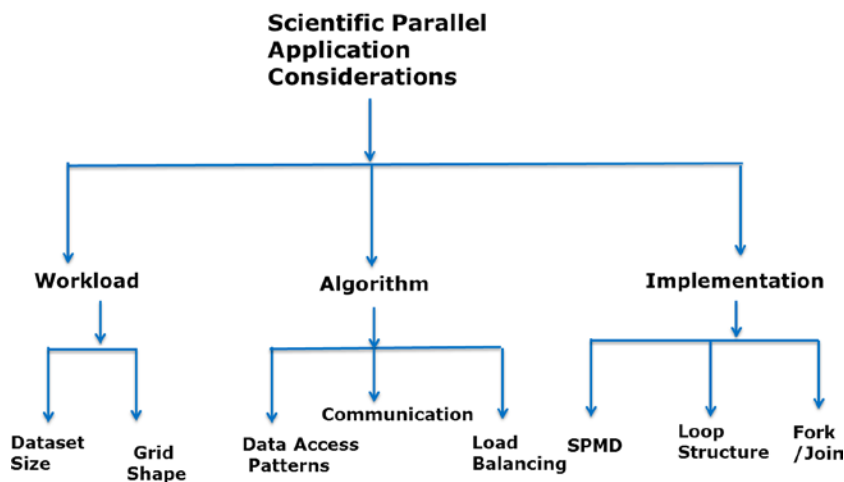 Scientific Parallel
Application
Considerations
Workload
Algorithm
Implementation
Dataset
Size
Grid
Shape
Data Access
Patterns
Communication
Load
Balancing
SPMD
Loop
Structure
Fork
/Join